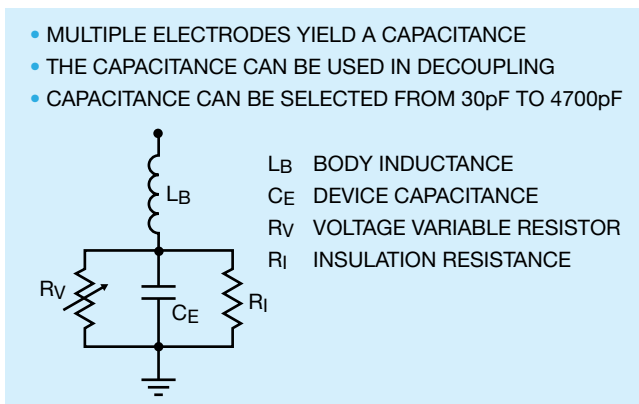 • MULTIPLE ELECTRODES YIELD A CAPACITANCE
• THE CAPACITANCE CAN BE USED IN DECOUPLING
• CAPACITANCE CAN BE SELECTED FROM 30pF TO 4700pF
LB
LB BODY INDUCTANCE
CE DEVICE CAPACITANCE
RV VOLTAGE VARIABLE RESISTOR
RI INSULATION RESISTANCE
RV
CE
RI